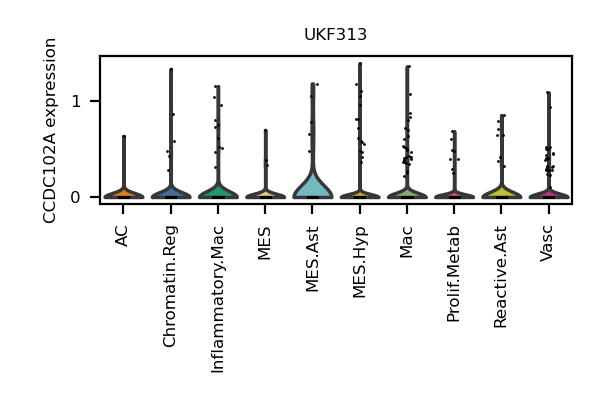 UKF313
CCDC102A expression
1
0
AC
Chromatin.Reg
Inflammatory.Mac
MES
MES.Ast
MES.Hyp
Mac
Prolif.Metab
Reactive.Ast
Vasc